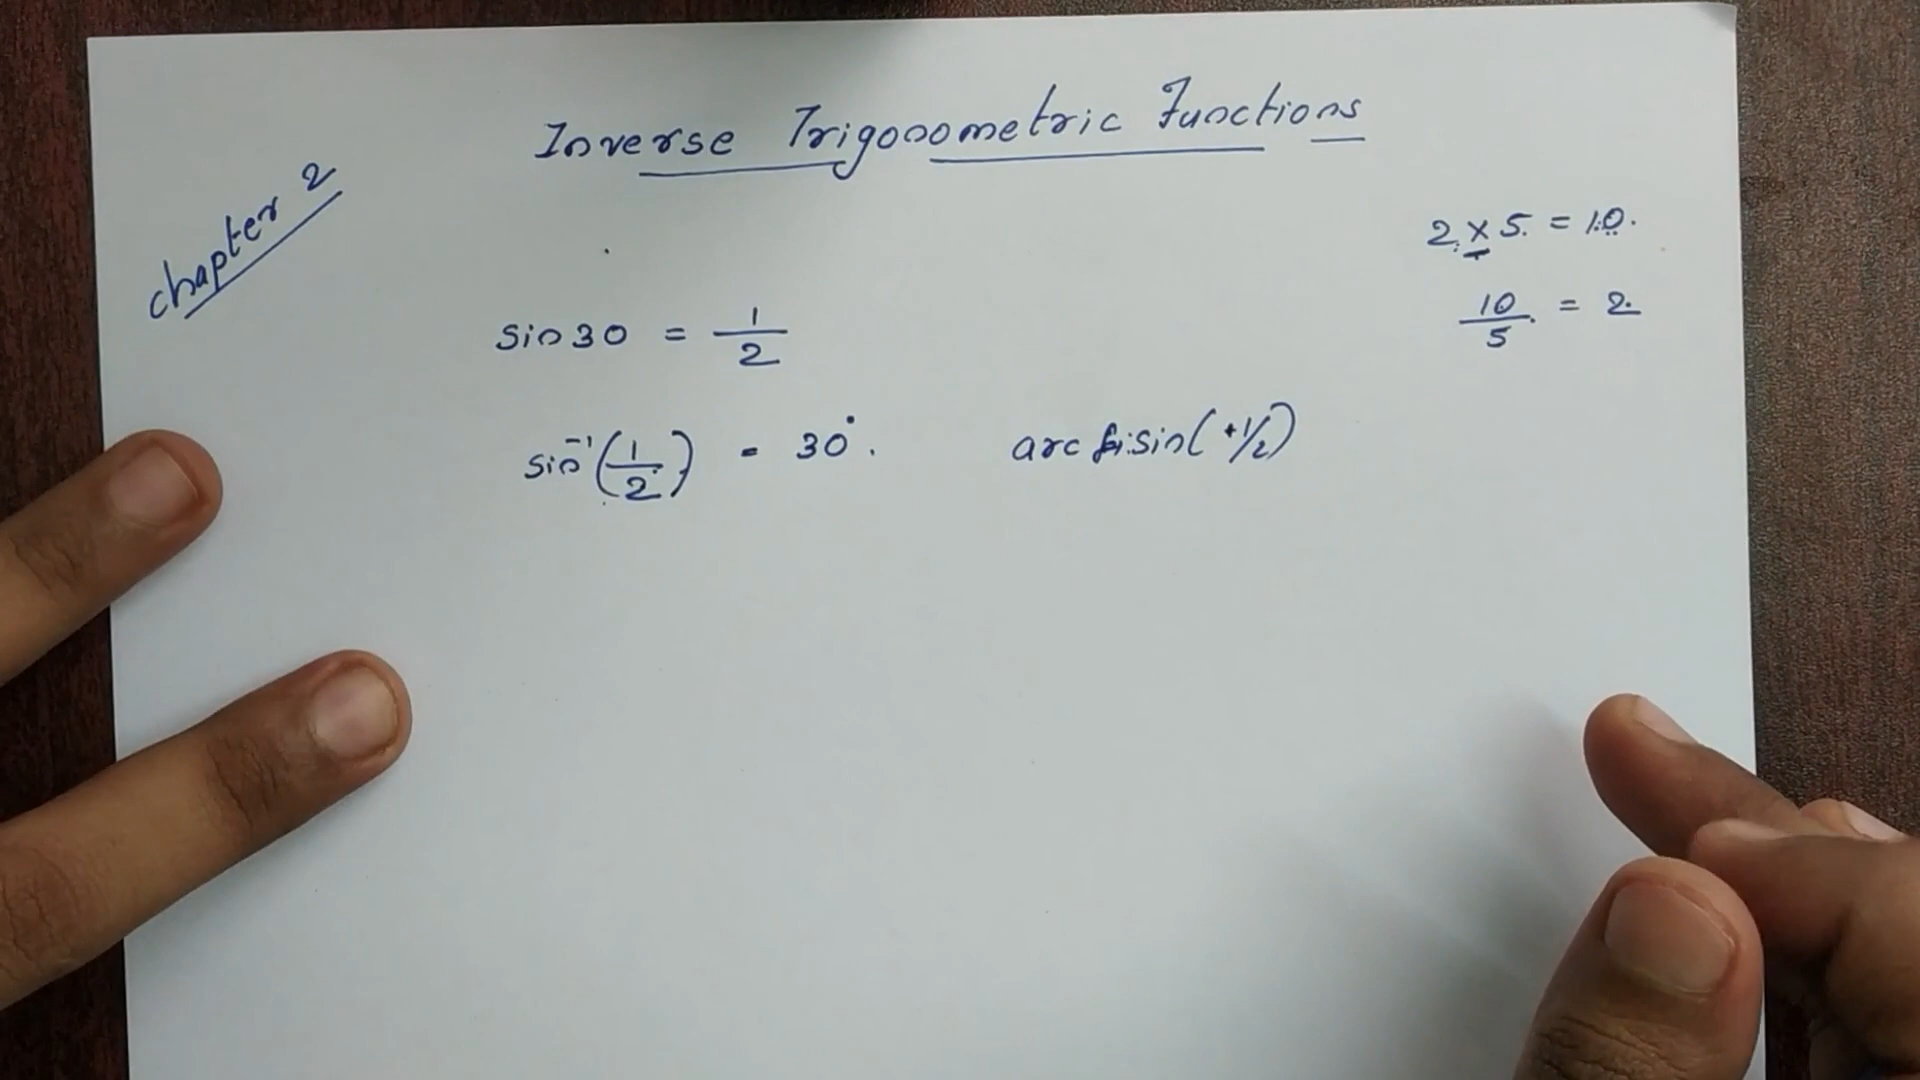 Inverse Trigonometric Functions
chapter 2
2 × 5 = 10.
10/5 = 2
sin 30 = 1/2
sin⁻¹(1/2) = 30°. arc sin(+1/2)